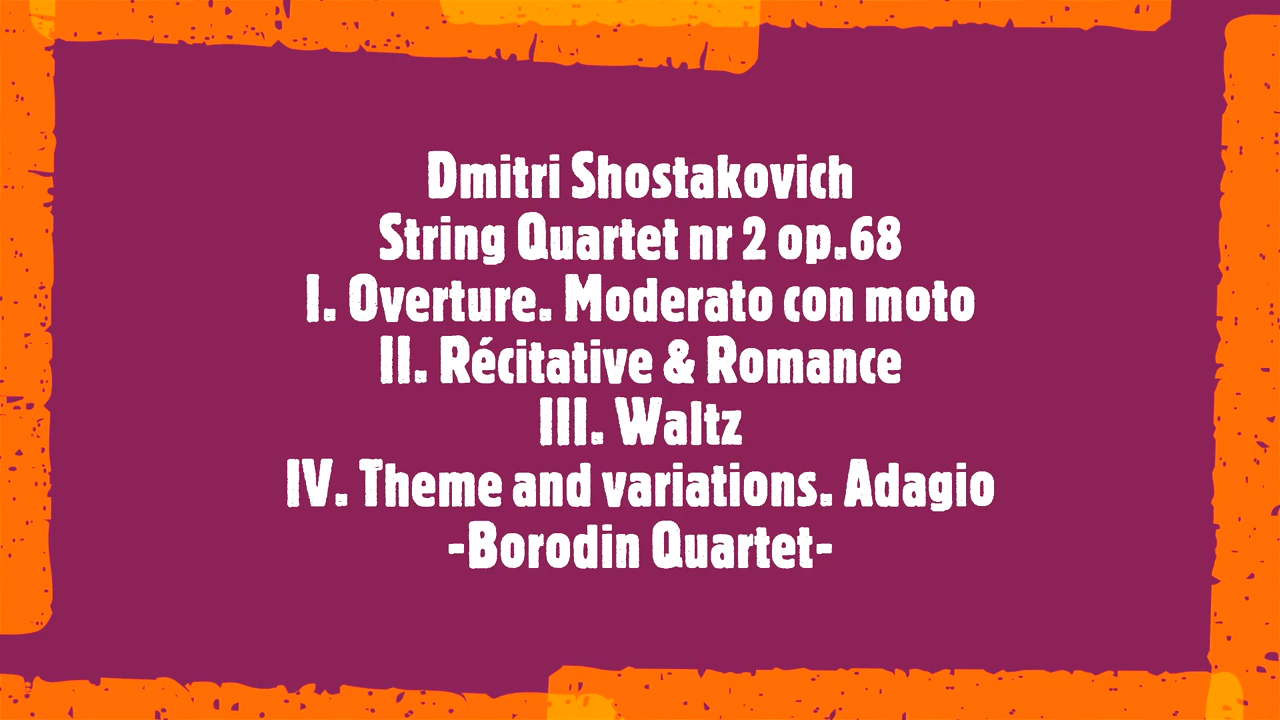 Dmitri Shostakovich
String Quartet nr 2 op.68
I. Overture. Moderato con moto
II. Récitative & Romance
III. Waltz
IV. Theme and variations. Adagio
-Borodin Quartet-